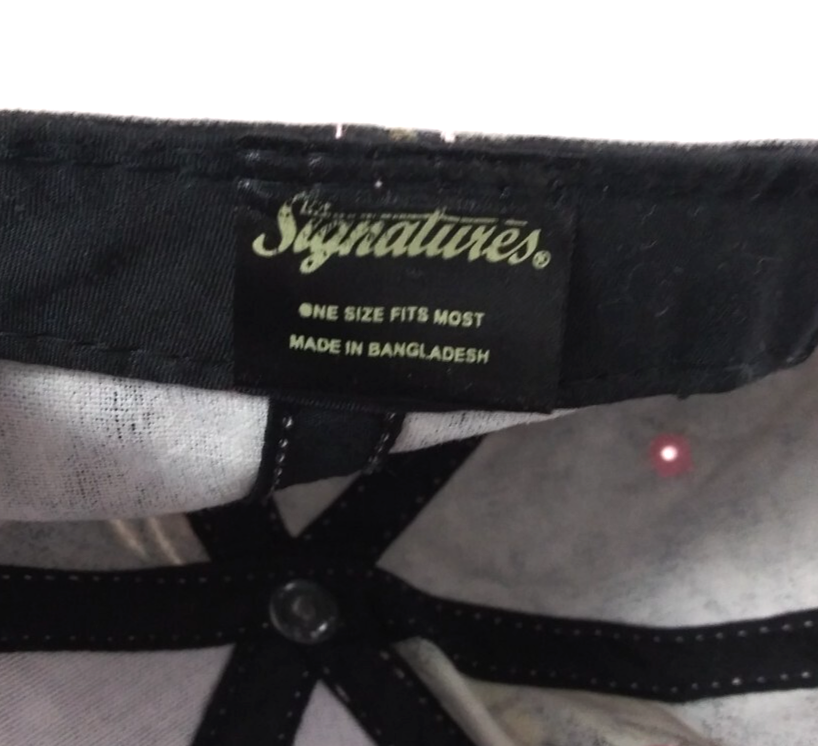 Signatures®
ONE SIZE FITS MOST
MADE IN BANGLADESH